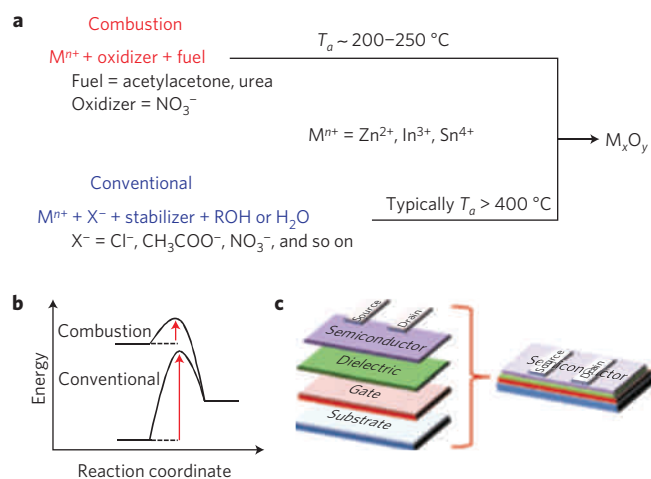 a
Combustion
Mⁿ⁺ + oxidizer + fuel
Fuel = acetylacetone, urea
Oxidizer = NO₃⁻
Tₐ ~ 200−250 °C
Mⁿ⁺ = Zn²⁺, In³⁺, Sn⁴⁺
MₓOᵧ
Conventional
Mⁿ⁺ + X⁻ + stabilizer + ROH or H₂O
X⁻ = Cl⁻, CH₃COO⁻, NO₃⁻, and so on
Typically Tₐ > 400 °C
b
Energy
Combustion
Conventional
Reaction coordinate
c
Source
Drain
Semiconductor
Dielectric
Gate
Substrate
Semiconductor
Source
Drain